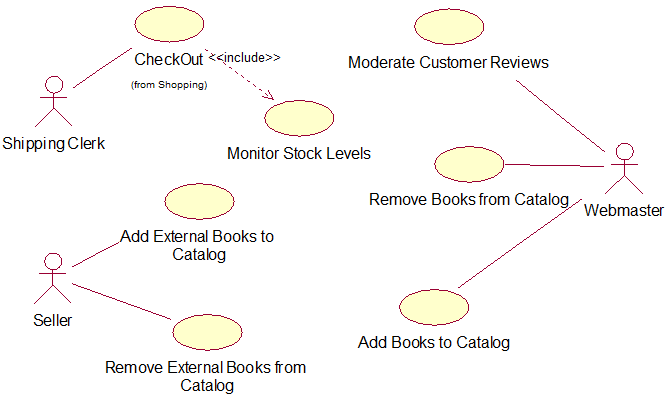 CheckOut
<<include>>
(from Shopping)
Moderate Customer Reviews
Shipping Clerk
Monitor Stock Levels
Remove Books from Catalog
Webmaster
Add External Books to
Catalog
Seller
Add Books to Catalog
Remove External Books from
Catalog